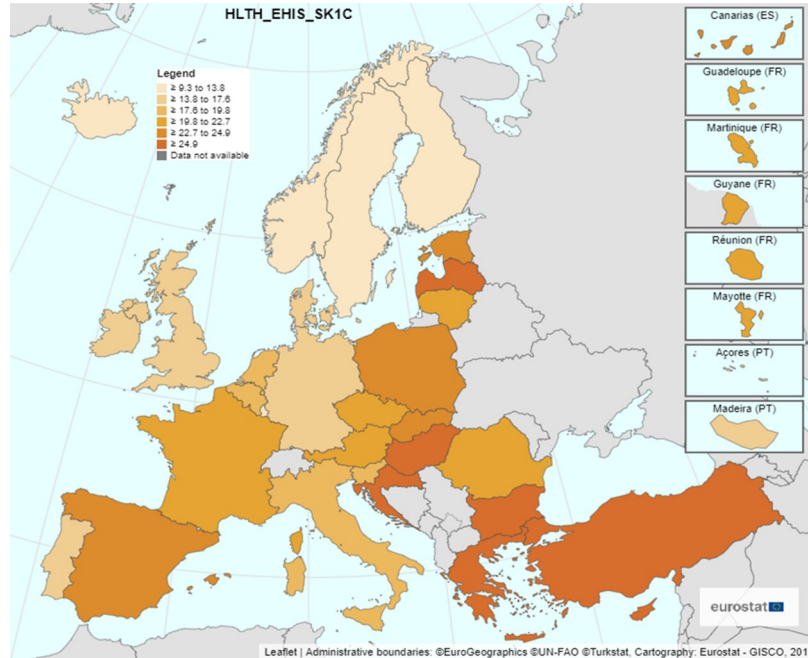 HLTH_EHIS_SK1C
Legend
≥ 9.3 to 13.8
≥ 13.8 to 17.6
≥ 17.6 to 19.8
≥ 19.8 to 22.7
≥ 22.7 to 24.9
≥ 24.9
Data not available
Canarias (ES)
Guadeloupe (FR)
Martinique (FR)
Guyane (FR)
Réunion (FR)
Mayotte (FR)
Açores (PT)
Madeira (PT)
eurostat
Leaflet | Administrative boundaries: ©EuroGeographics ©UN-FAO ©Turkstat, Cartography: Eurostat - GISCO, 201